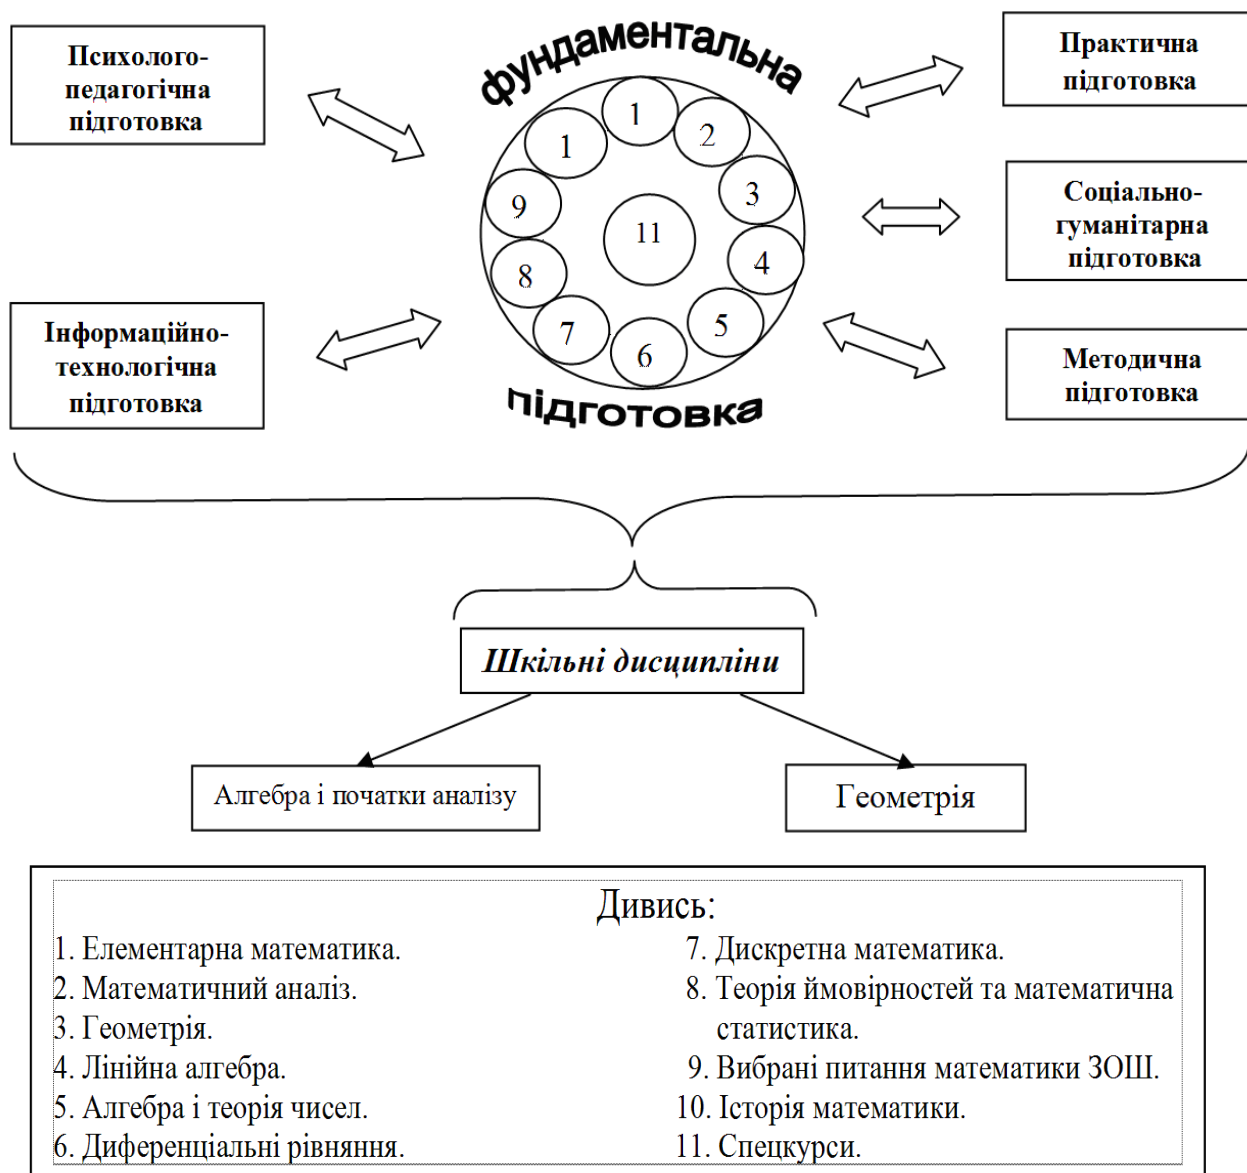 Психолого-
педагогічна
підготовка
фундаментальна
Практична
підготовка
1
1
2
9
3
11
8
4
7
5
6
Соціально-
гуманітарна
підготовка
Інформаційно-
технологічна
підготовка
Методична
підготовка
підготовка
Шкільні дисципліни
Алгебра і початки аналізу
Геометрія
Дивись:
1. Елементарна математика.
2. Математичний аналіз.
3. Геометрія.
4. Лінійна алгебра.
5. Алгебра і теорія чисел.
6. Диференціальні рівняння.
7. Дискретна математика.
8. Теорія ймовірностей та математична
статистика.
9. Вибрані питання математики ЗОШ.
10. Історія математики.
11. Спецкурси.